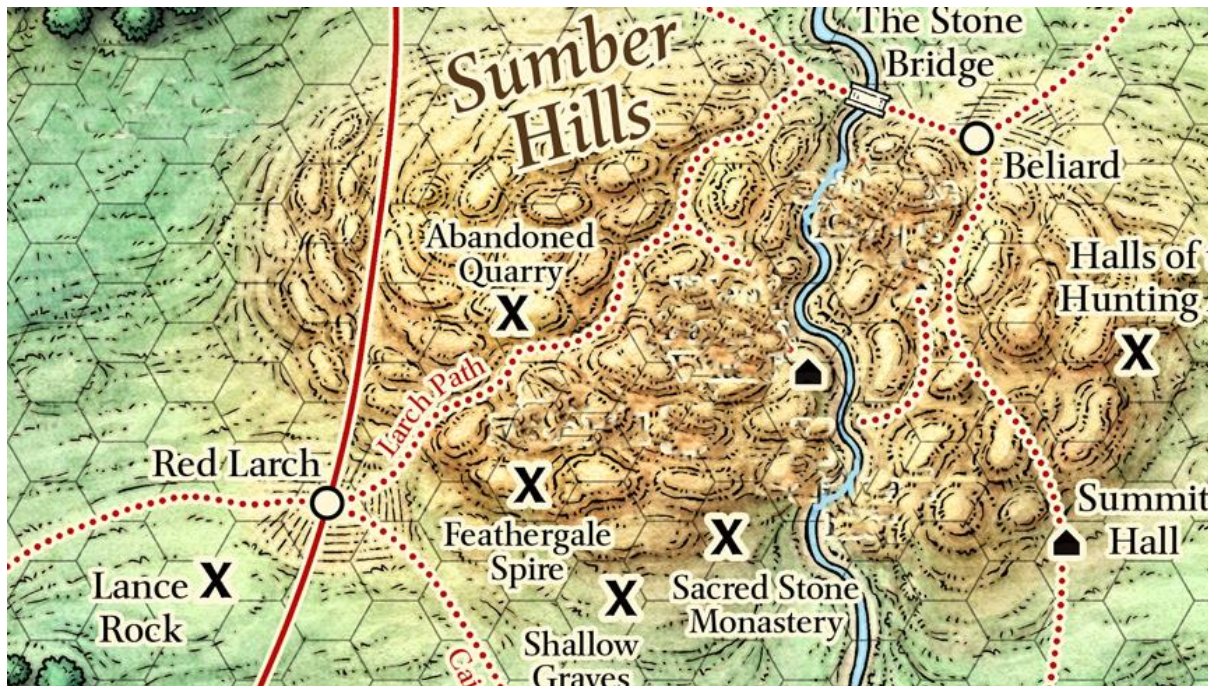 Sumber
Hills
The Stone
Bridge
Beliard
Abandoned
Quarry
Halls of
Hunting
Larch Path
Red Larch
Feathergale
Spire
Summit
Hall
Lance
Rock
Sacred Stone
Monastery
Shallow
Graves